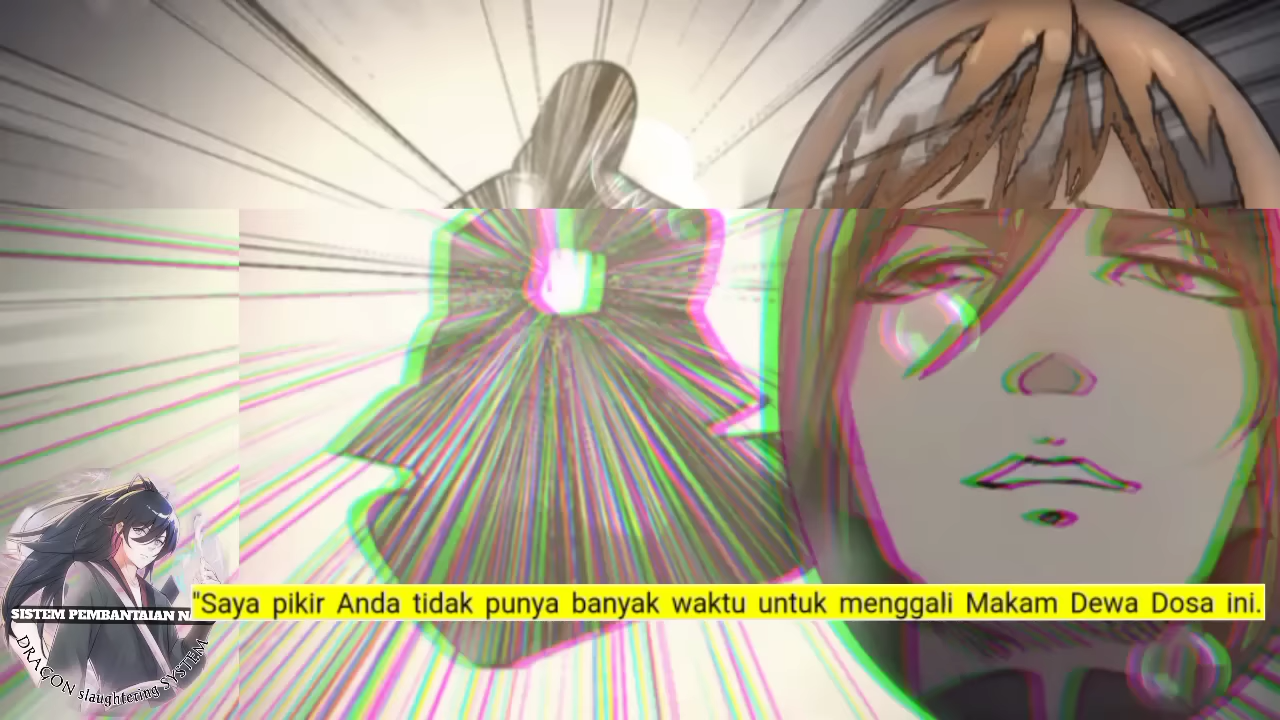 "Saya pikir Anda tidak punya banyak waktu untuk menggali Makam Dewa Dosa ini.
SISTEM PEMBANTAIAN
DRAGON slaughtering SYSTEM